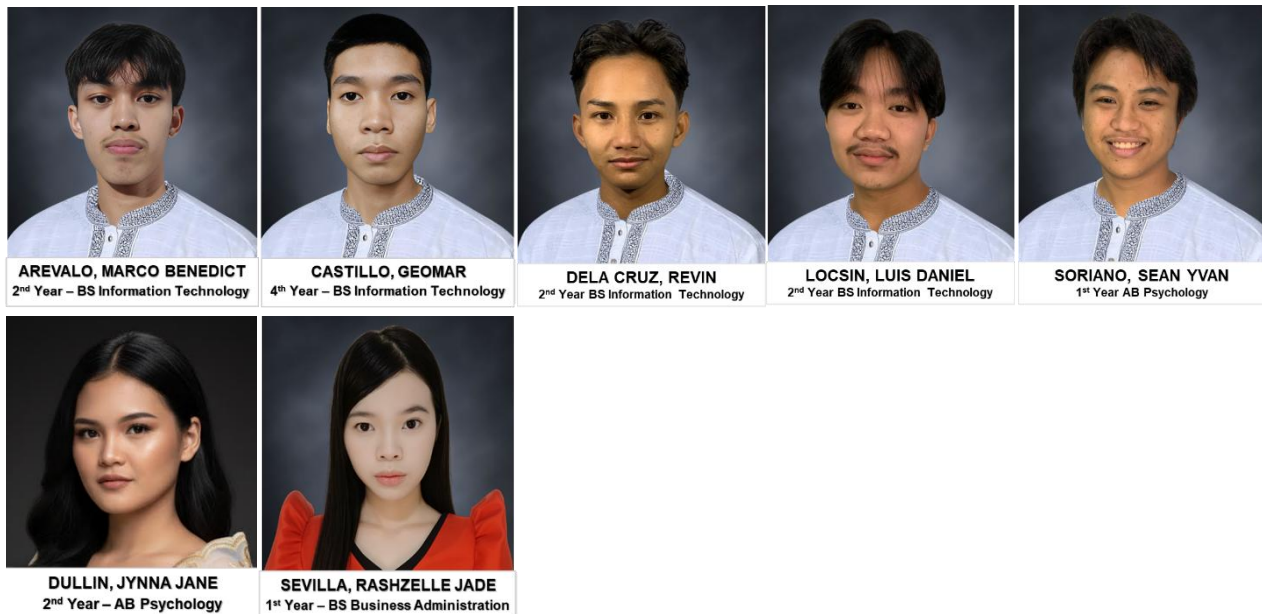 AREVALO, MARCO BENEDICT
2nd Year – BS Information Technology
CASTILLO, GEOMAR
4th Year – BS Information Technology
DELA CRUZ, REVIN
2nd Year BS Information Technology
LOCSIN, LUIS DANIEL
2nd Year BS Information Technology
SORIANO, SEAN YVAN
1st Year AB Psychology
DULLIN, JYNNA JANE
2nd Year – AB Psychology
SEVILLA, RASHZELLE JADE
1st Year – BS Business Administration